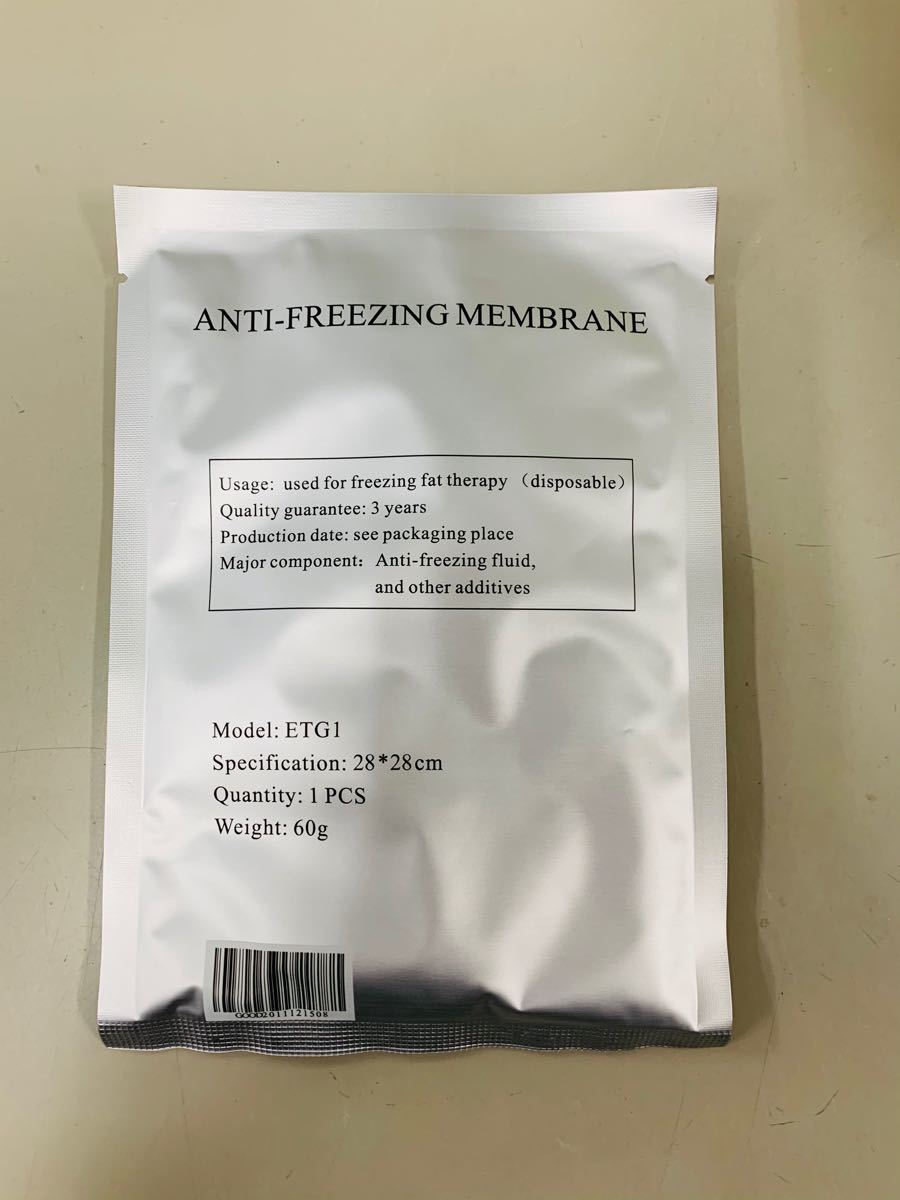 ANTI-FREEZING MEMBRANE
Usage: used for freezing fat therapy （disposable）
Quality guarantee: 3 years
Production date: see packaging place
Major component： Anti-freezing fluid,
and other additives
Model: ETG1
Specification: 28*28cm
Quantity: 1 PCS
Weight: 60g
GOOD2011121508